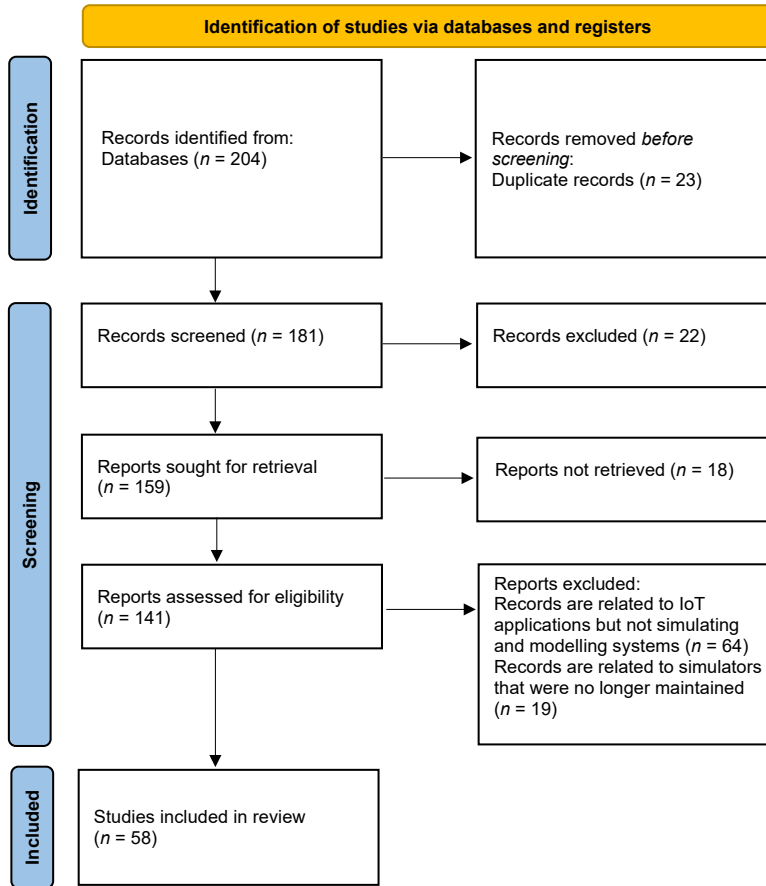 Identification of studies via databases and registers
Identification
Records identified from:
Databases (n = 204)
Records removed before
screening:
Duplicate records (n = 23)
Screening
Records screened (n = 181)
Records excluded (n = 22)
Reports sought for retrieval
(n = 159)
Reports not retrieved (n = 18)
Reports assessed for eligibility
(n = 141)
Reports excluded:
Records are related to IoT
applications but not simulating
and modelling systems (n = 64)
Records are related to simulators
that were no longer maintained
(n = 19)
Included
Studies included in review
(n = 58)